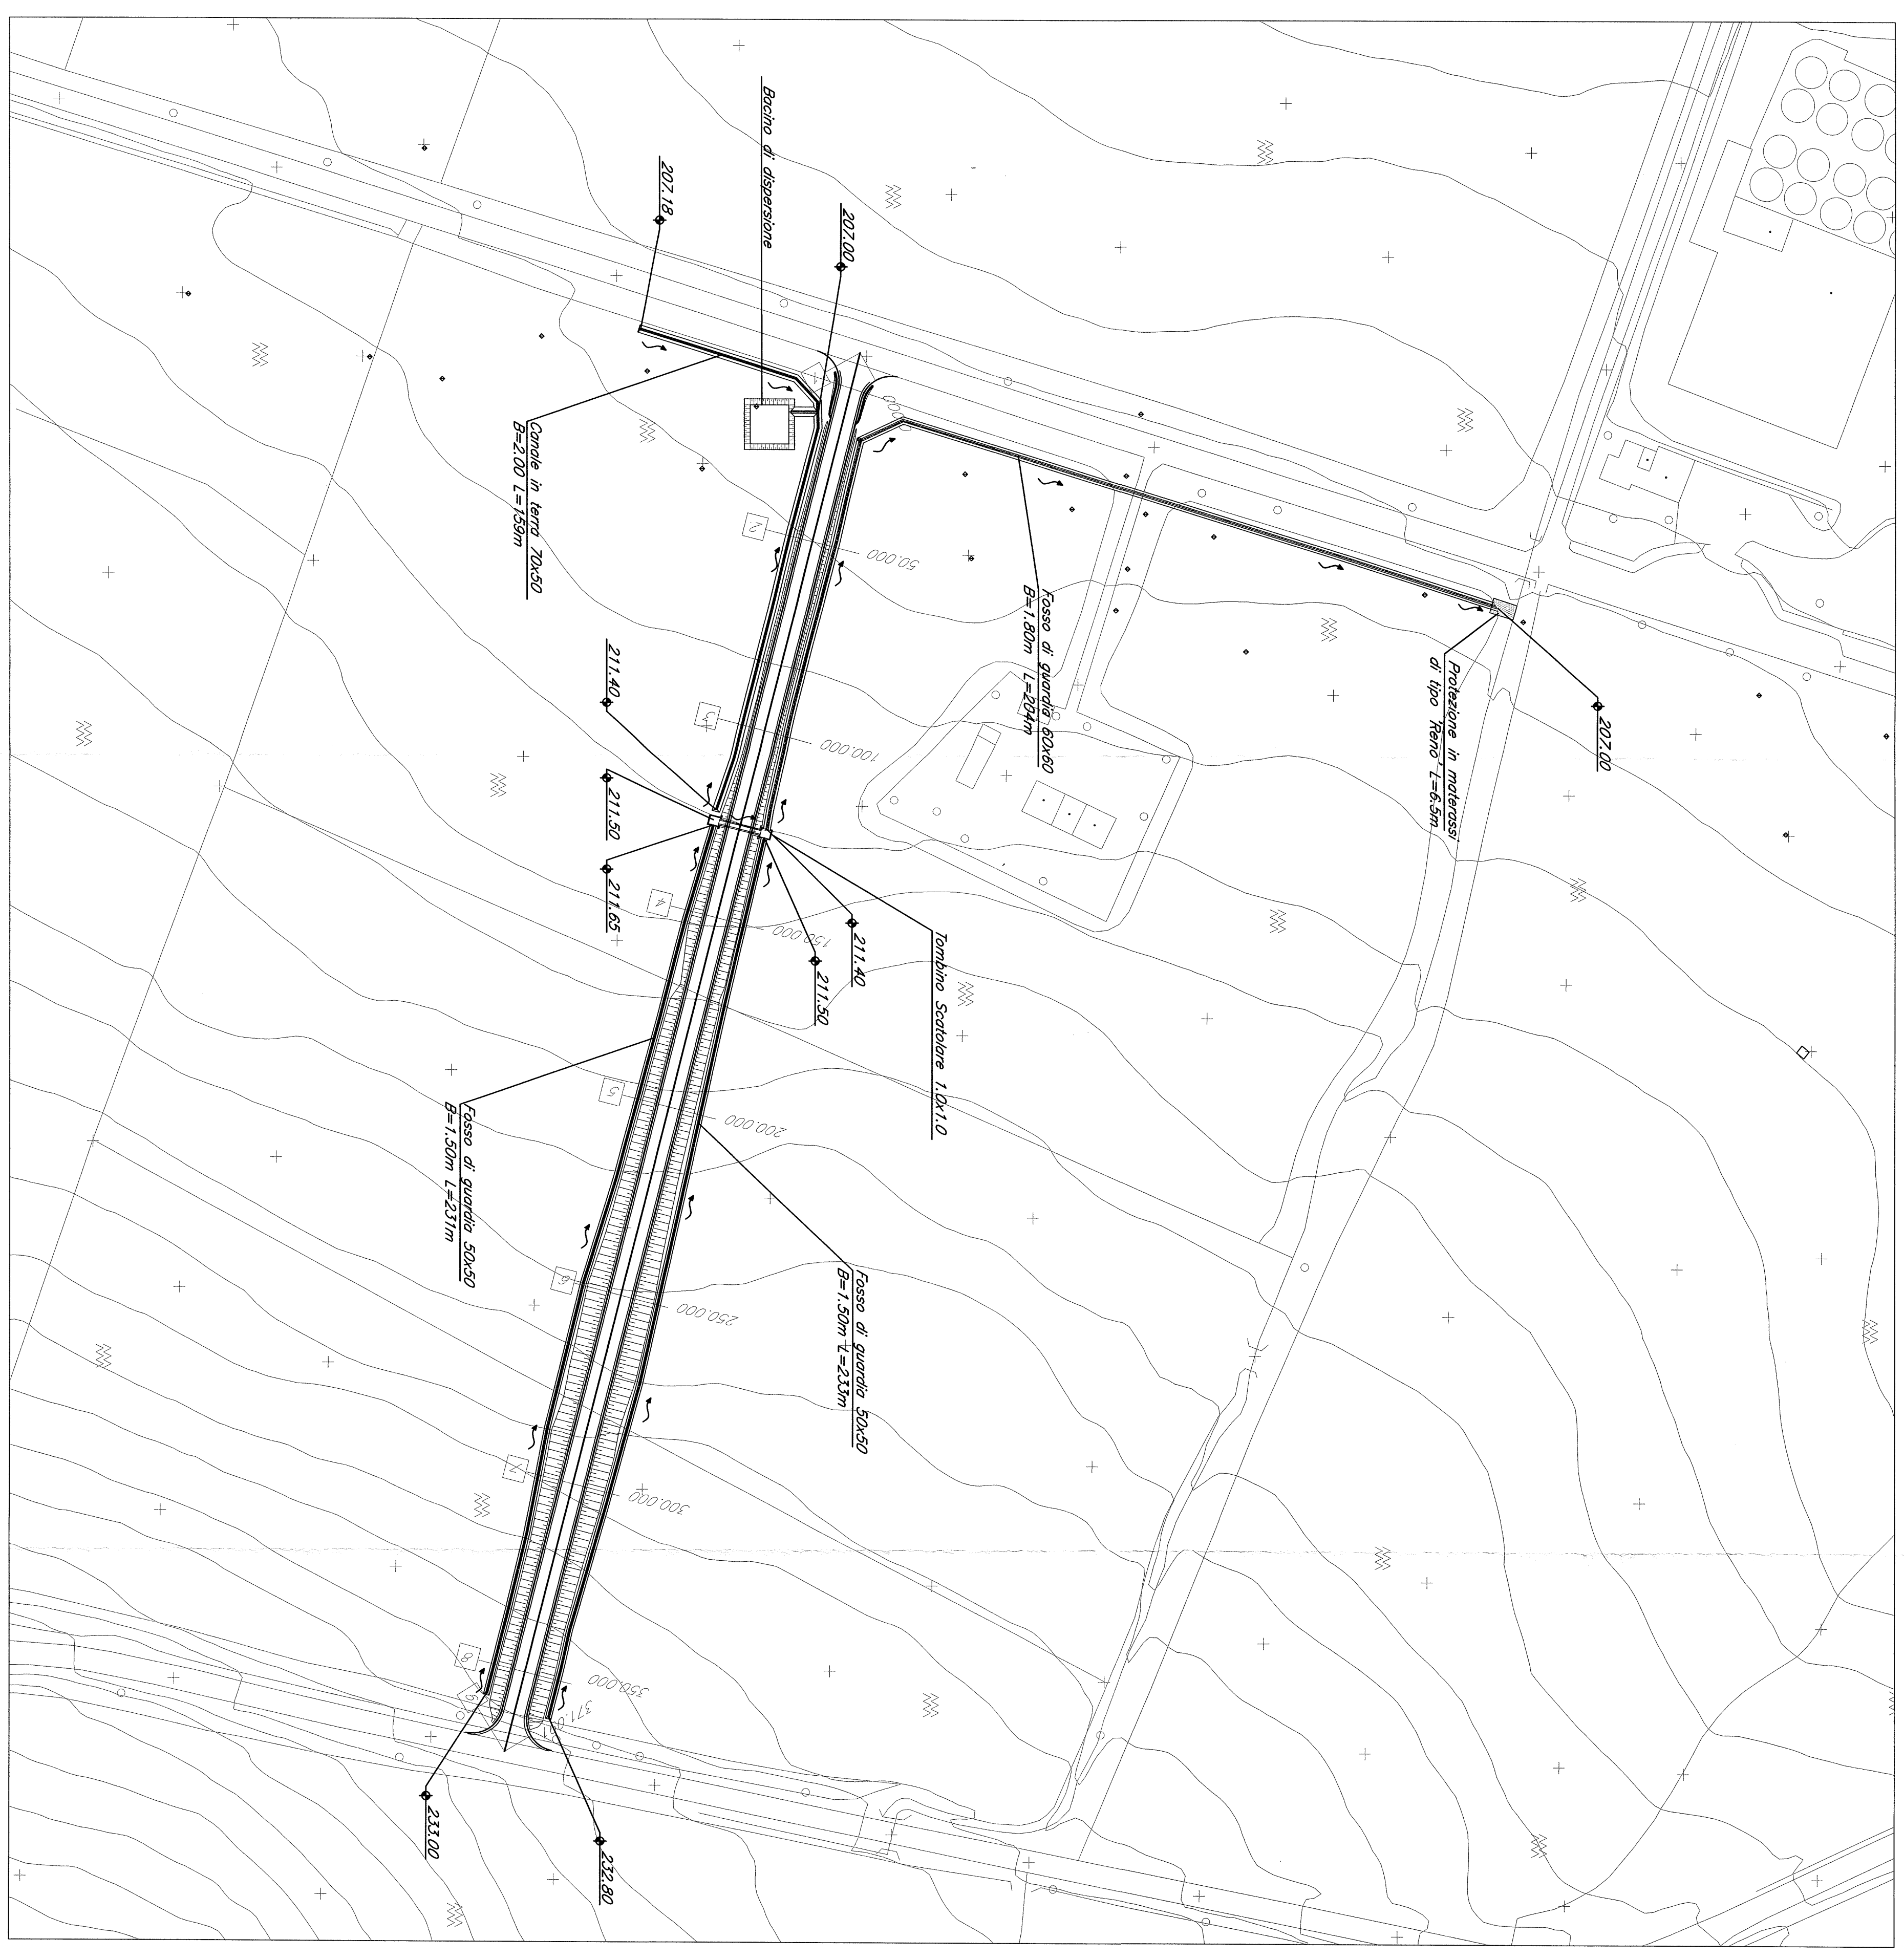 Bacino di dispersione
207.18
207.00
Canale in terra 70x50
B=2.00 L=159m
Fosso di guardia 60x60
B=1.80m L=204m
Protezione in materassi
di tipo 'Reno' L=6.5m
207.00
1
2
50.000
3
100.000
211.40
211.50
211.65
211.40
211.50
Tombino Scatolare 1.0x1.0
4
150.000
5
200.000
Fosso di guardia 50x50
B=1.50m L=231m
Fosso di guardia 50x50
B=1.50m L=233m
6
250.000
7
300.000
8
350.000
9
233.00
232.80